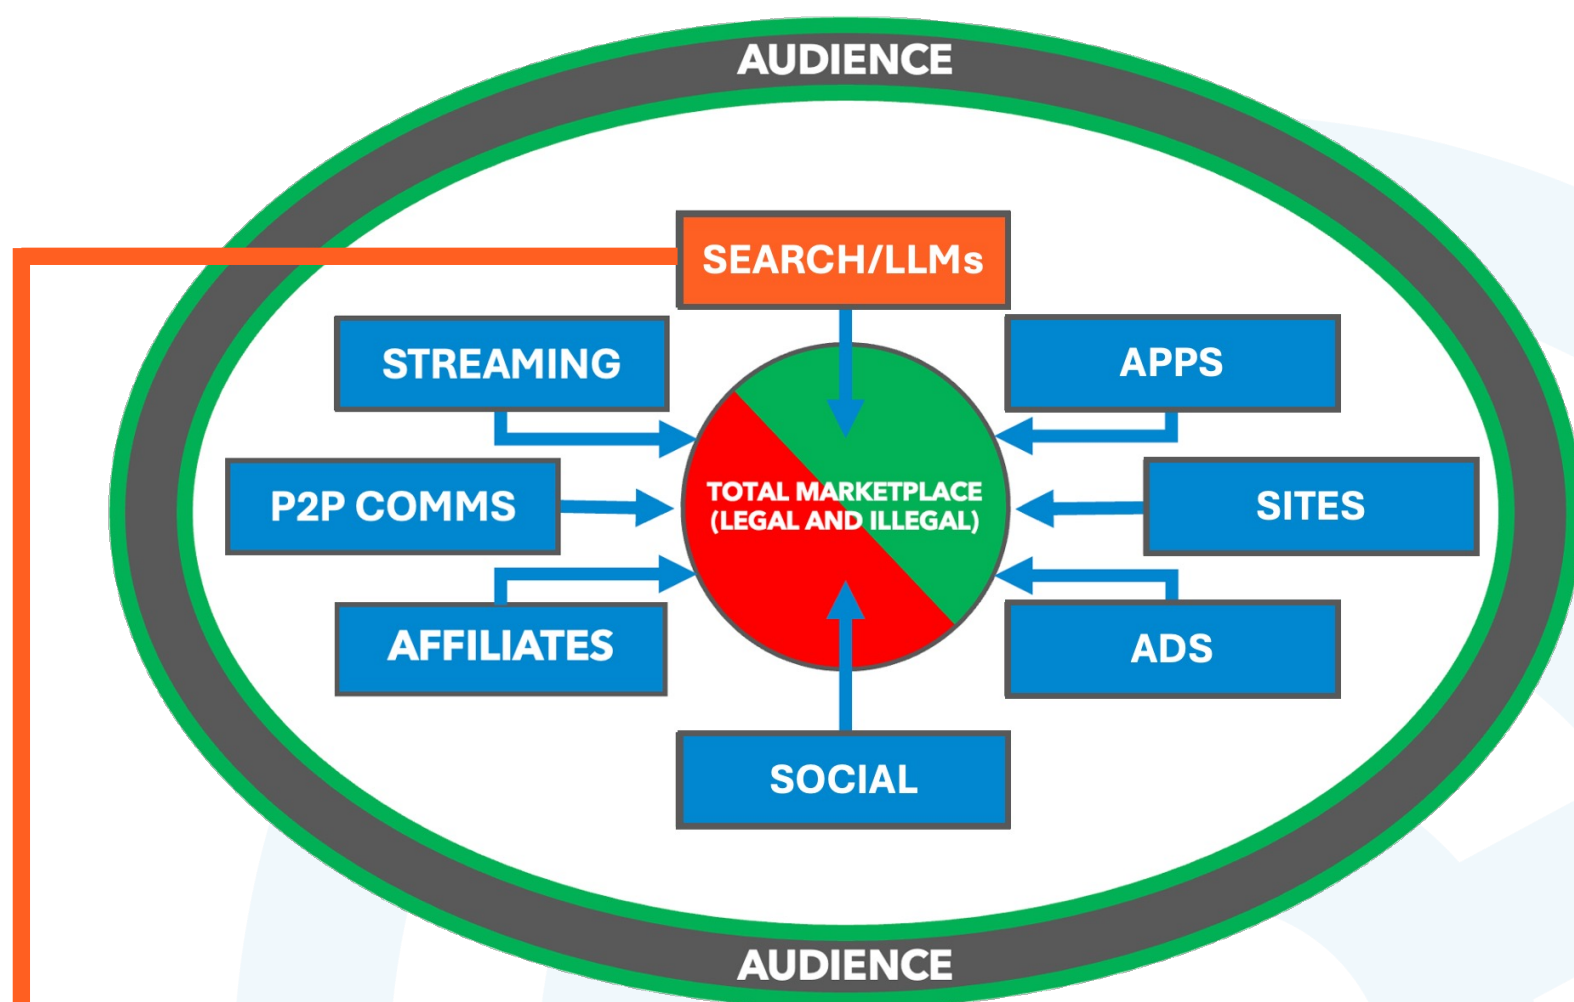 AUDIENCE
SEARCH/LLMs
STREAMING
APPS
P2P COMMS
TOTAL MARKETPLACE
(LEGAL AND ILLEGAL)
SITES
AFFILIATES
ADS
SOCIAL
AUDIENCE